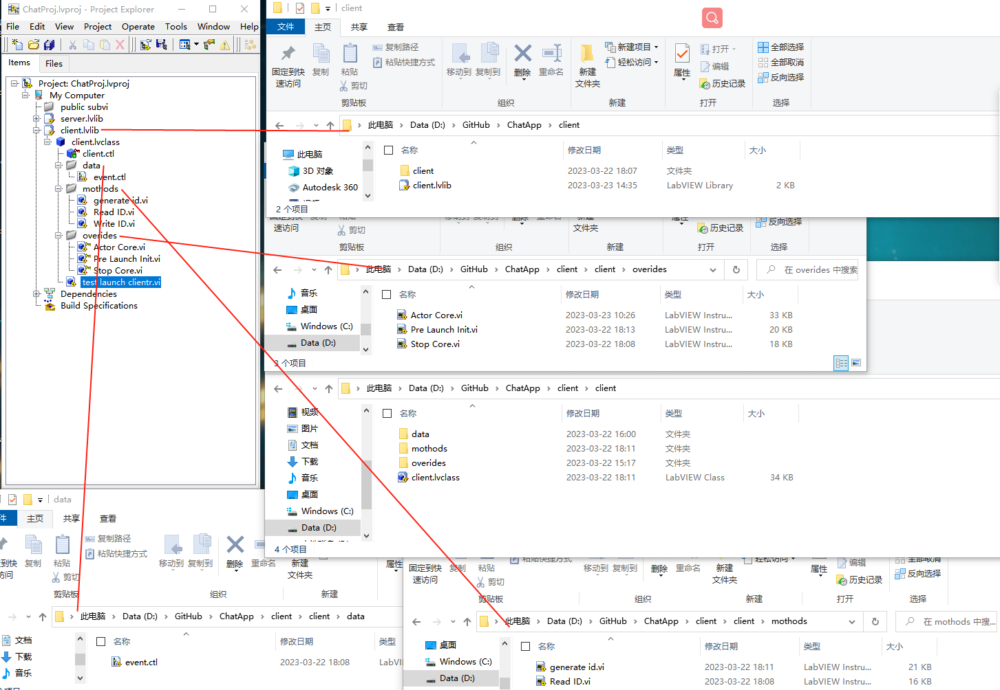 ChatProj.lvproj - Project Explorer
File Edit View Project Operate Tools Window Help
Items Files
Project: ChatProj.lvproj
My Computer
public subvi
server.lvlib
client.lvlib
client.lvclass
client.ctl
data
event.ctl
mothods
generate id.vi
Read ID.vi
Write ID.vi
overides
Actor Core.vi
Pre Launch Init.vi
Stop Core.vi
test launch clientr.vi
Dependencies
Build Specifications
client
文件 主页 共享 查看
固定到快速访问
复制
粘贴
复制路径
粘贴快捷方式
剪切
剪贴板
移动到 复制到 删除 重命名
组织
新建文件夹
新建项目
轻松访问
新建
属性
打开
编辑
历史记录
打开
全部选择
全部取消
反向选择
选择
此电脑 Data (D:) GitHub ChatApp client
此电脑
3D 对象
Autodesk 360
名称 修改日期 类型 大小
client 2023-03-22 18:07 文件夹
client.lvlib 2023-03-23 14:35 LabVIEW Library 2 KB
2 个项目
速访问
剪切
文件夹
历史记录
反向选择
剪贴板 组织 新建 打开 选择
此电脑 Data (D:) GitHub ChatApp client client overides
在 overides 中搜索
音乐
桌面
Windows (C:)
Data (D:)
名称 修改日期 类型 大小
Actor Core.vi 2023-03-23 10:26 LabVIEW Instru... 33 KB
Pre Launch Init.vi 2023-03-22 18:13 LabVIEW Instru... 20 KB
Stop Core.vi 2023-03-22 18:08 LabVIEW Instru... 18 KB
3 个项目
此电脑 Data (D:) GitHub ChatApp client client
视频
图片
文档
下载
音乐
桌面
Windows (C:)
Data (D:)
名称 修改日期 类型 大小
data 2023-03-22 16:00 文件夹
mothods 2023-03-22 18:11 文件夹
overides 2023-03-22 15:17 文件夹
client.lvclass 2023-03-22 18:11 LabVIEW Class 34 KB
4 个项目
data
件 主页 共享 查看
到快
问
复制
粘贴
复制路径
粘贴快捷方式
剪切
剪贴板
移动到 复制到 删除 重命名
组织
新建
文件夹
新建
属性
此电脑 Data (D:) GitHub ChatApp client client data
文档
下载
音乐
名称 修改日期 类型
event.ctl 2023-03-22 18:08 LabVI
固定到快速访问
复制
粘贴
粘贴快捷方式
剪切
剪贴板
移动到 复制到 删除 重命名
组织
新建
文件夹
轻松访问
新建
属性
编辑
历史记录
打开
全部取消
反向选择
选择
此电脑 Data (D:) GitHub ChatApp client client mothods
在 mothods 中搜...
桌面
Windows (C:)
Data (D:)
名称 修改日期 类型 大小
generate id.vi 2023-03-22 18:11 LabVIEW Instru... 21 KB
Read ID.vi 2023-03-22 18:08 LabVIEW Instru... 16 KB